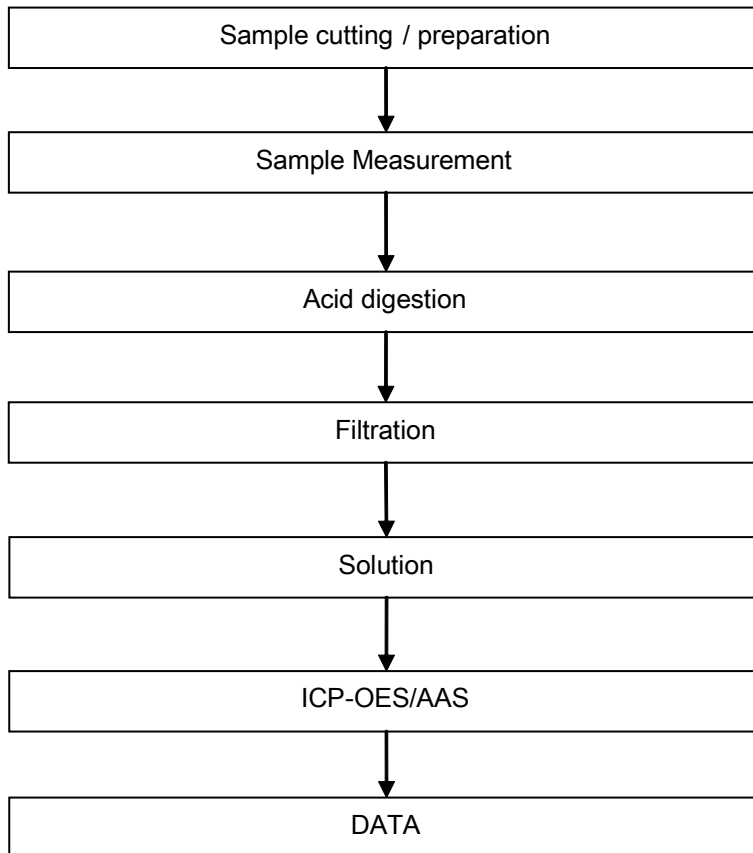 Sample cutting / preparation
Sample Measurement
Acid digestion
Filtration
Solution
ICP-OES/AAS
DATA